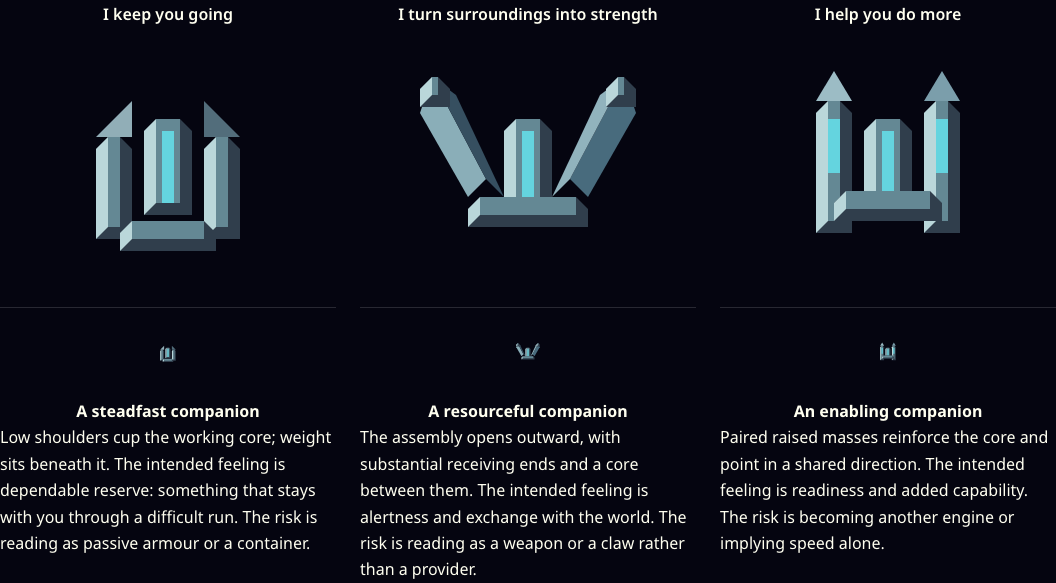 I keep you going
I turn surroundings into strength
I help you do more
A steadfast companion
Low shoulders cup the working core; weight
sits beneath it. The intended feeling is
dependable reserve: something that stays
with you through a difficult run. The risk is
reading as passive armour or a container.
A resourceful companion
The assembly opens outward, with
substantial receiving ends and a core
between them. The intended feeling is
alertness and exchange with the world. The
risk is reading as a weapon or a claw rather
than a provider.
An enabling companion
Paired raised masses reinforce the core and
point in a shared direction. The intended
feeling is readiness and added capability.
The risk is becoming another engine or
implying speed alone.